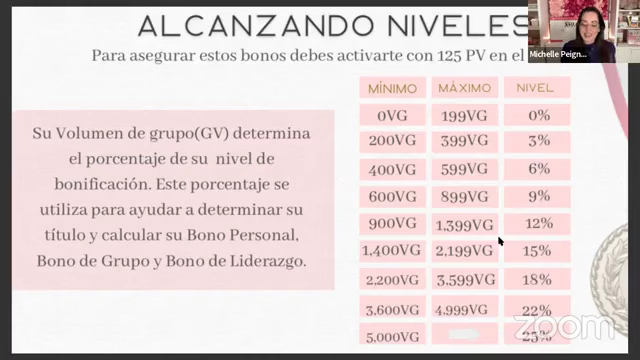 ALCANZANDO NIVELES
Para asegurar estos bonos debes activarte con 125 PV en el
Michelle Peign...
Su Volumen de grupo(GV) determina
el porcentaje de su nivel de
bonificación. Este porcentaje se
utiliza para ayudar a determinar su
título y calcular su Bono Personal,
Bono de Grupo y Bono de Liderazgo.
MÍNIMO MÁXIMO NIVEL
0VG 199VG 0%
200VG 399VG 3%
400VG 599VG 6%
600VG 899VG 9%
900VG 1,399VG 12%
1,400VG 2,199VG 15%
2,200VG 3,599VG 18%
3,600VG 4,999VG 22%
5,000VG 25%
zoom